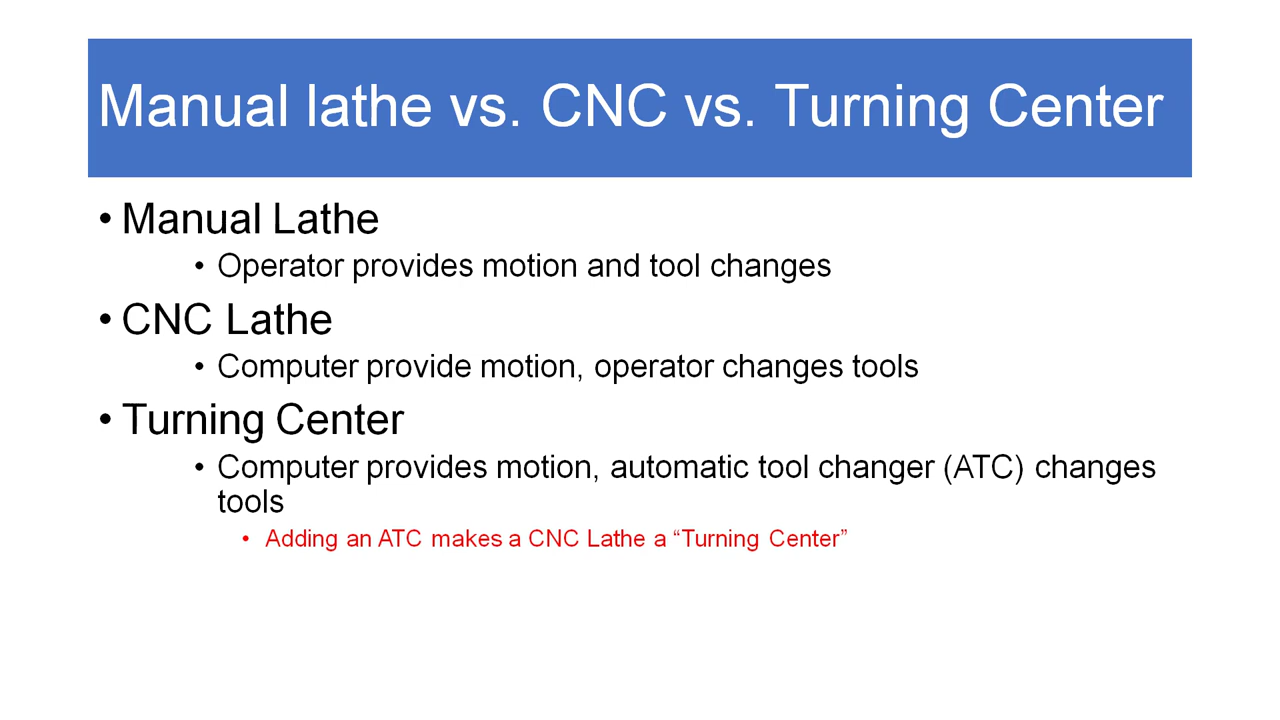 Manual lathe vs. CNC vs. Turning Center
• Manual Lathe
• Operator provides motion and tool changes
• CNC Lathe
• Computer provide motion, operator changes tools
• Turning Center
• Computer provides motion, automatic tool changer (ATC) changes
tools
• Adding an ATC makes a CNC Lathe a “Turning Center”